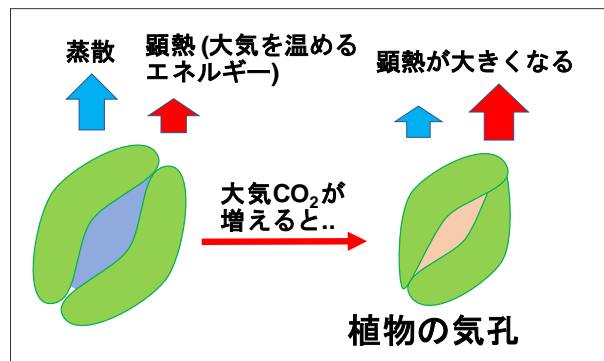 蒸散
顕熱 (大気を温める
エネルギー)
顕熱が大きくなる
大気CO₂が
増えると..
植物の気孔